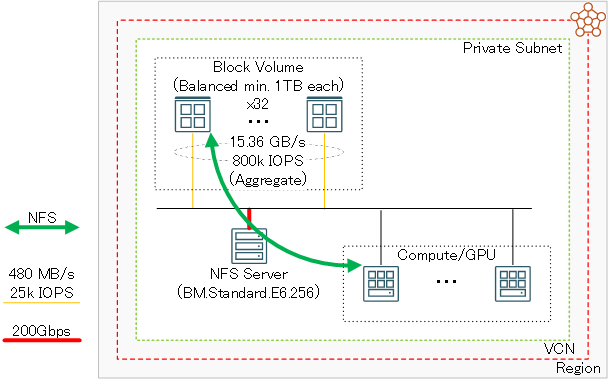 Private Subnet
Block Volume
(Balanced min. 1TB each)
x32
...
15.36 GB/s
800k IOPS
(Aggregate)
NFS
480 MB/s
25k IOPS
200Gbps
NFS Server
(BM.Standard.E6.256)
Compute/GPU
...
VCN
Region